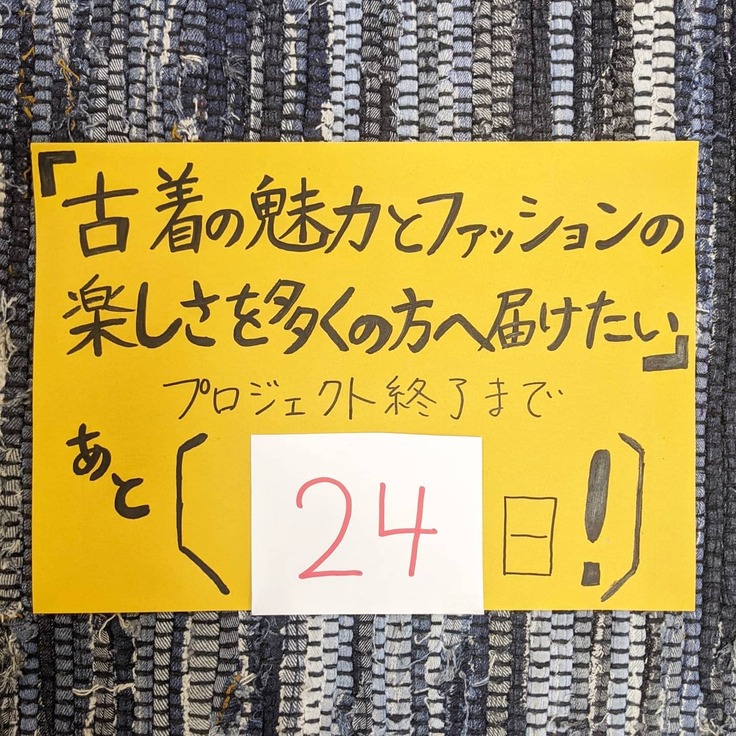 『古着の魅力とファッションの
楽しさを多くの方へ届けたい』
プロジェクト終了まで
あと(24日!)